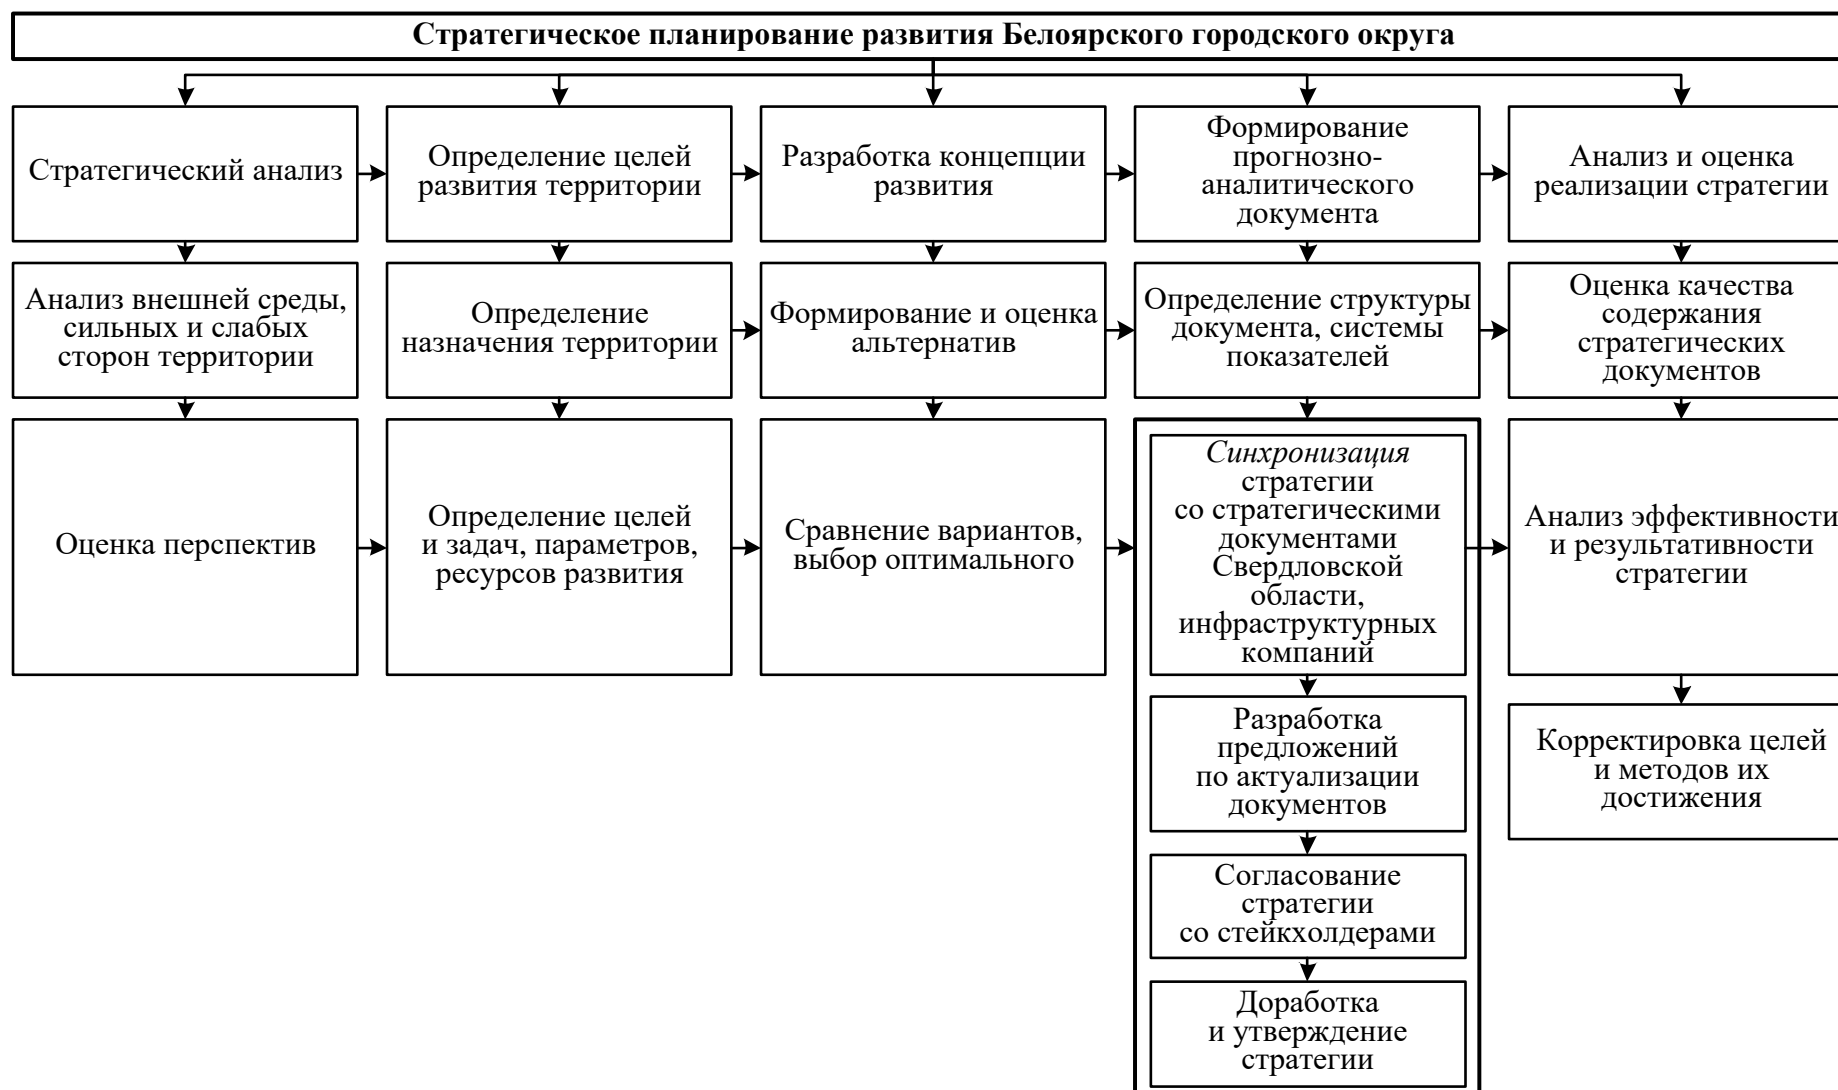 Стратегическое планирование развития Белоярского городского округа
Стратегический анализ
Определение целей
развития территории
Разработка концепции
развития
Формирование
прогнозно-
аналитического
документа
Анализ и оценка
реализации стратегии
Анализ внешней среды,
сильных и слабых
сторон территории
Определение
назначения территории
Формирование и оценка
альтернатив
Определение структуры
документа, системы
показателей
Оценка качества
содержания
стратегических
документов
Оценка перспектив
Определение целей
и задач, параметров,
ресурсов развития
Сравнение вариантов,
выбор оптимального
Синхронизация
стратегии
со стратегическими
документами
Свердловской
области,
инфраструктурных
компаний
Анализ эффективности
и результативности
стратегии
Разработка
предложений
по актуализации
документов
Корректировка целей
и методов их
достижения
Согласование
стратегии
со стейкхолдерами
Доработка
и утверждение
стратегии